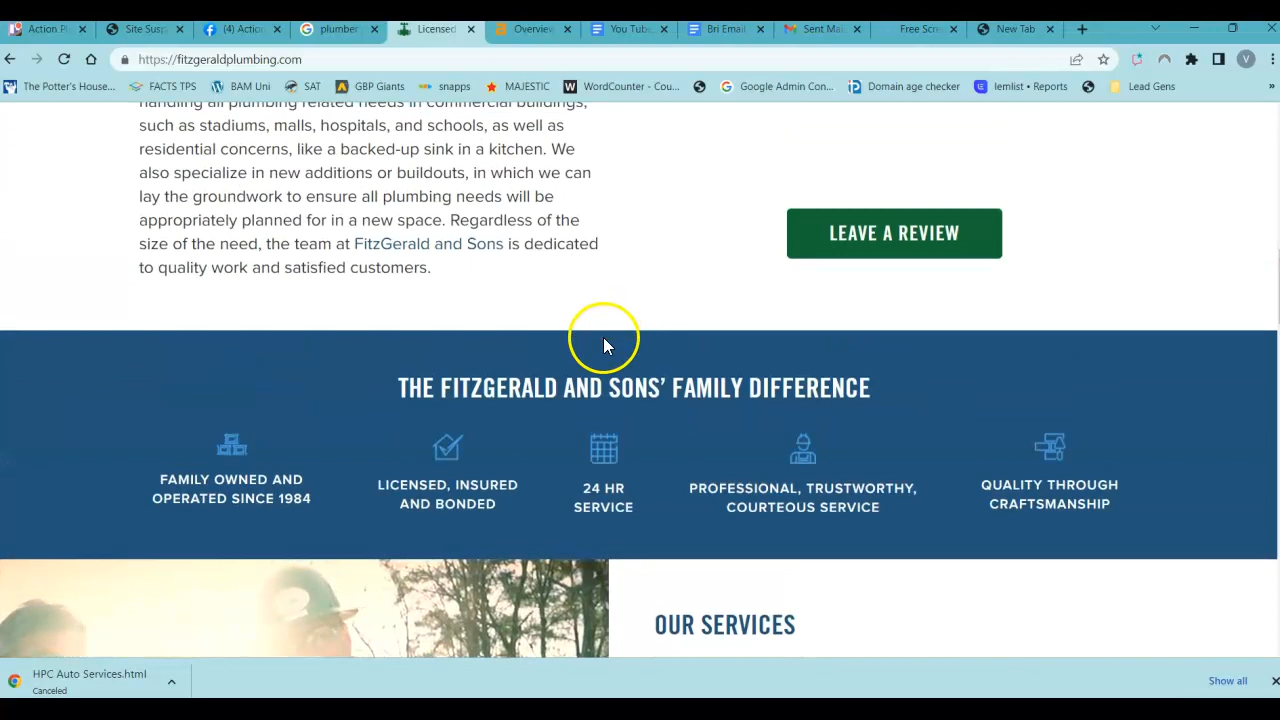 Action Pl
Site Susp
(4) Actio
plumber
Licensed
Overview
You Tube
Bri Email
Sent Mai
Free Scre
New Tab
https://fitzgeraldplumbing.com
V
The Potter's House...
FACTS TPS
BAM Uni
SAT
GBP Giants
snapps
MAJESTIC
WordCounter - Cou...
Google Admin Con...
Domain age checker
lemlist • Reports
Lead Gens
»
handling all plumbing related needs in commercial buildings,
such as stadiums, malls, hospitals, and schools, as well as
residential concerns, like a backed-up sink in a kitchen. We
also specialize in new additions or buildouts, in which we can
lay the groundwork to ensure all plumbing needs will be
appropriately planned for in a new space. Regardless of the
size of the need, the team at FitzGerald and Sons is dedicated
to quality work and satisfied customers.
LEAVE A REVIEW
THE FITZGERALD AND SONS' FAMILY DIFFERENCE
FAMILY OWNED AND
OPERATED SINCE 1984
LICENSED, INSURED
AND BONDED
24 HR
SERVICE
PROFESSIONAL, TRUSTWORTHY,
COURTEOUS SERVICE
QUALITY THROUGH
CRAFTSMANSHIP
OUR SERVICES
HPC Auto Services.html
Canceled
Show all